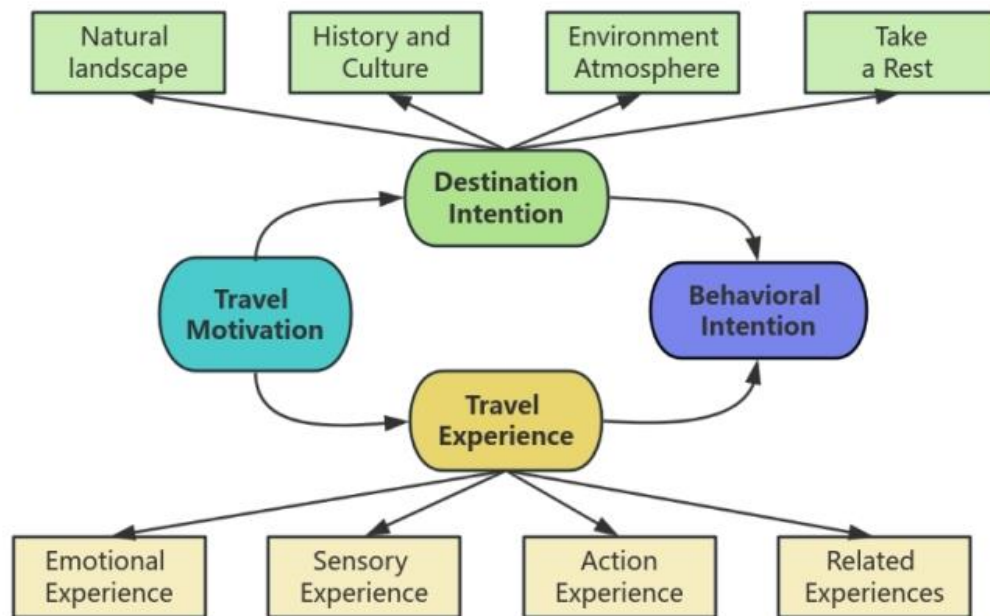 Natural
landscape
History and
Culture
Environment
Atmosphere
Take
a Rest
Destination
Intention
Travel
Motivation
Behavioral
Intention
Travel
Experience
Emotional
Experience
Sensory
Experience
Action
Experience
Related
Experiences